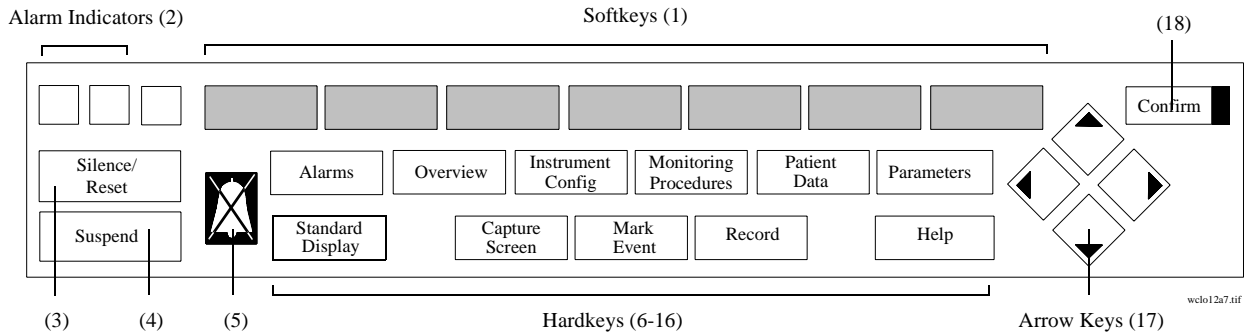 Alarm Indicators (2)
Softkeys (1)
(18)
Confirm
Silence/
Reset
Alarms
Overview
Instrument
Config
Monitoring
Procedures
Patient
Data
Parameters
Suspend
Standard
Display
Capture
Screen
Mark
Event
Record
Help
wclo12a7.tif
(3)
(4)
(5)
Hardkeys (6-16)
Arrow Keys (17)